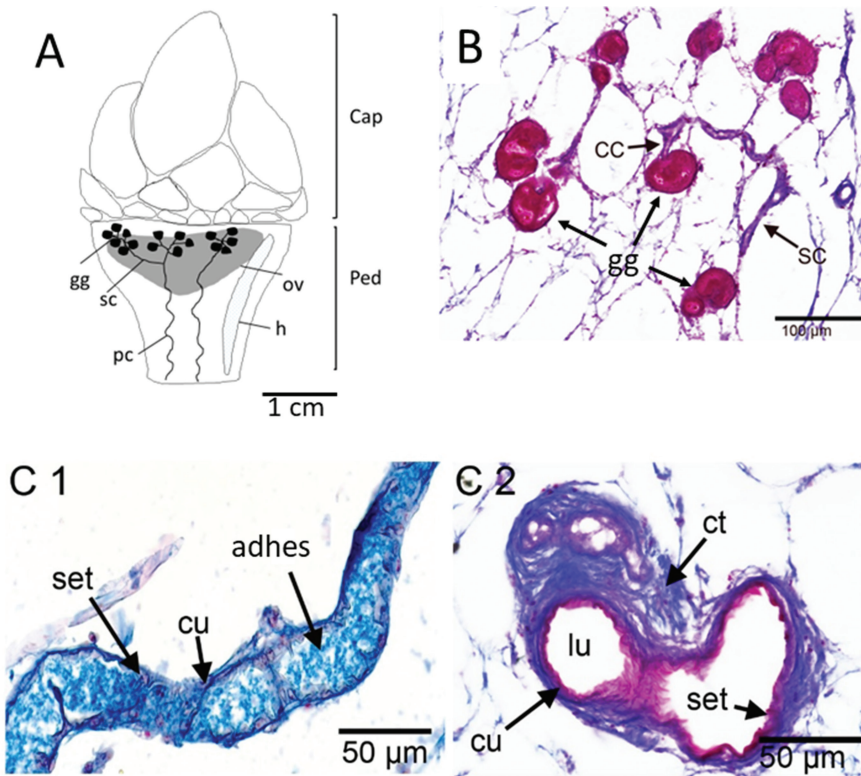 A
Cap
gg
sc
ov
Ped
h
pc
1 cm
B
cc
gg
sc
100 µm
C 1
adhes
set
cu
50 µm
C 2
ct
lu
set
cu
50 µm